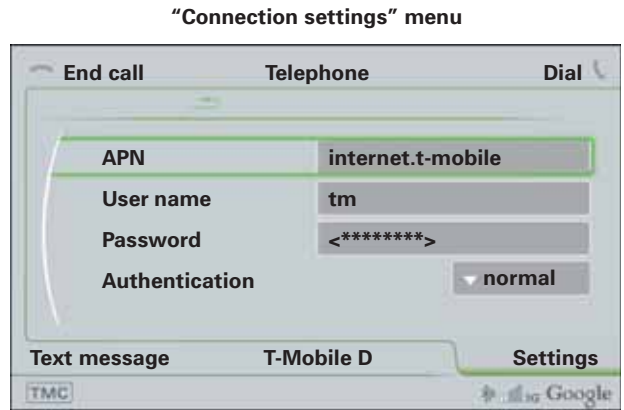 “Connection settings” menu
End call Telephone Dial
APN internet.t-mobile
User name tm
Password <********>
Authentication normal
Text message T-Mobile D Settings
TMC 3G Google